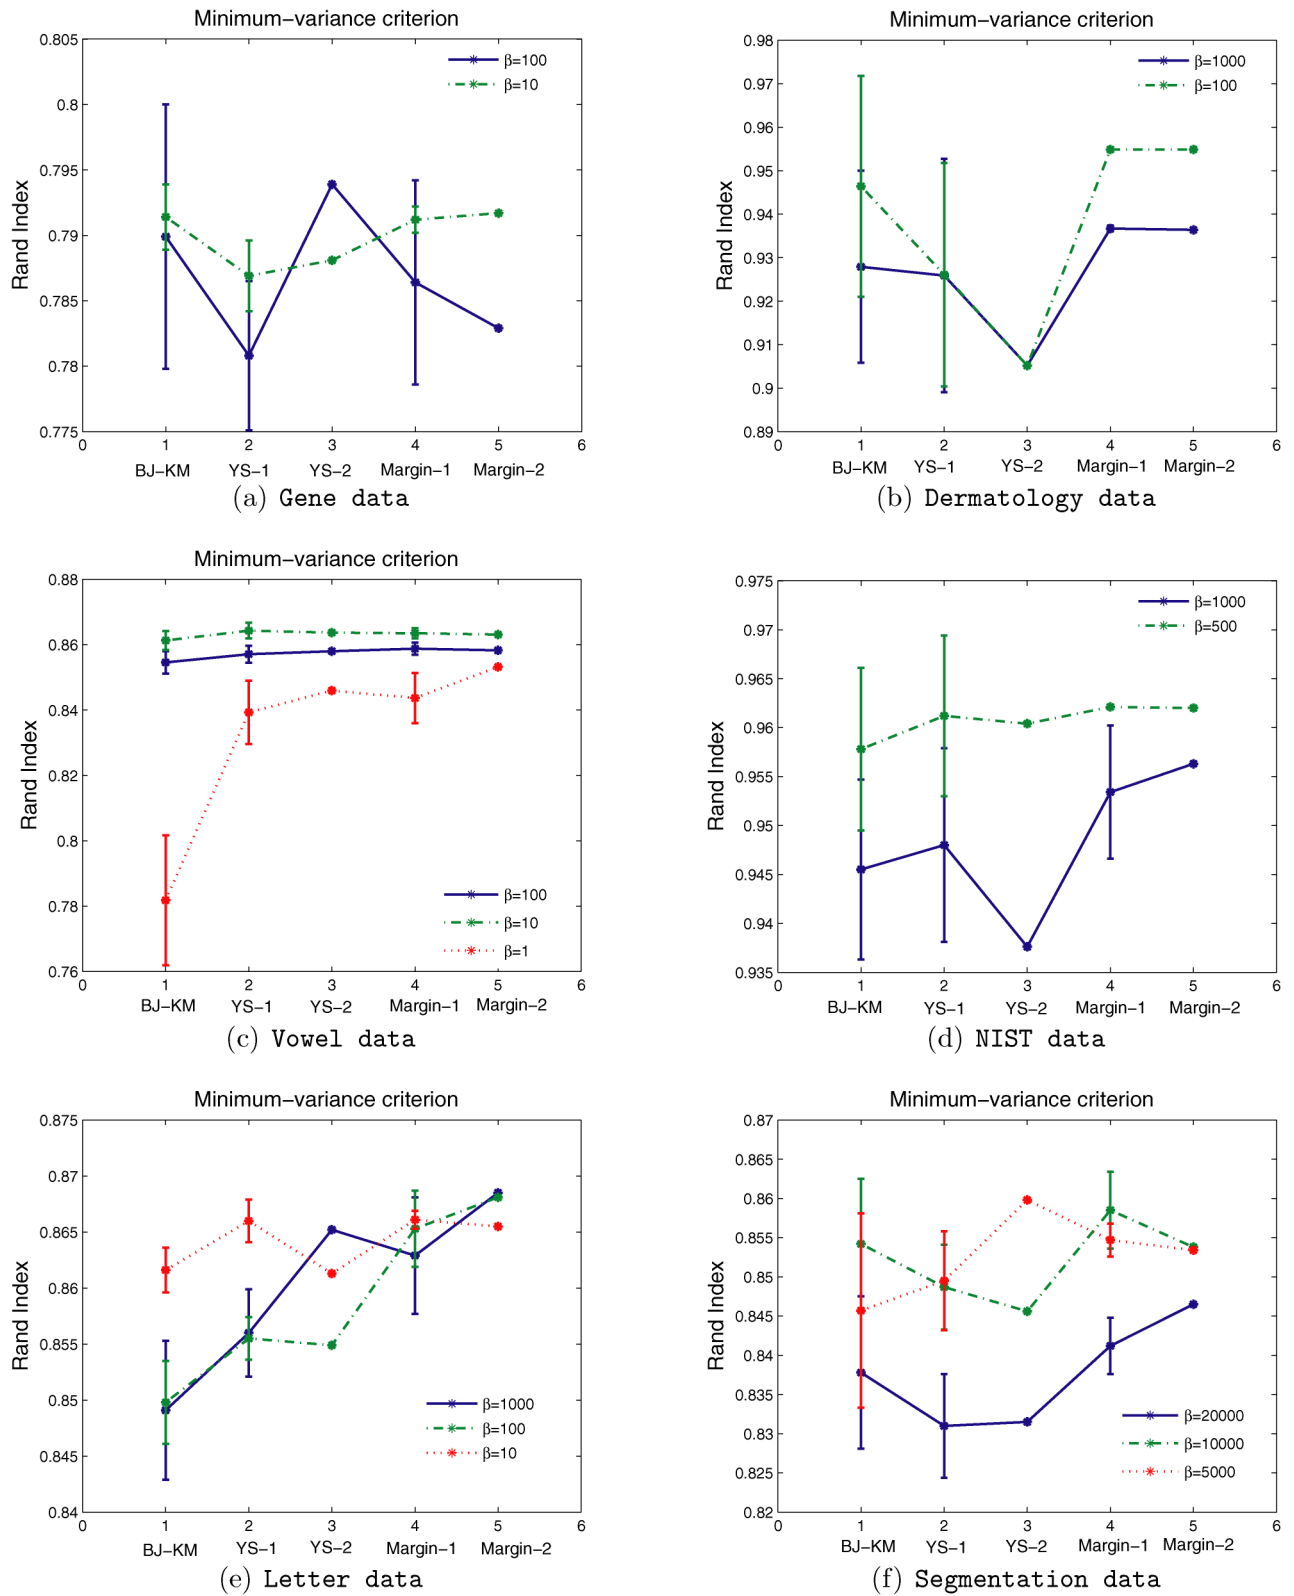 Minimum−variance criterion
0.805
0.8
0.795
0.79
0.785
0.78
0.775
Rand Index
β=100
β=10
0 1 2 3 4 5 6
BJ−KM YS−1 YS−2 Margin−1 Margin−2
(a) Gene data
Minimum−variance criterion
0.98
0.97
0.96
0.95
0.94
0.93
0.92
0.91
0.9
0.89
Rand Index
β=1000
β=100
0 1 2 3 4 5 6
BJ−KM YS−1 YS−2 Margin−1 Margin−2
(b) Dermatology data
Minimum−variance criterion
0.88
0.86
0.84
0.82
0.8
0.78
0.76
Rand Index
β=100
β=10
β=1
0 1 2 3 4 5 6
BJ−KM YS−1 YS−2 Margin−1 Margin−2
(c) Vowel data
0.975
0.97
0.965
0.96
0.955
0.95
0.945
0.94
0.935
Rand Index
β=1000
β=500
0 1 2 3 4 5 6
BJ−KM YS−1 YS−2 Margin−1 Margin−2
(d) NIST data
Minimum−variance criterion
0.875
0.87
0.865
0.86
0.855
0.85
0.845
0.84
Rand Index
β=1000
β=100
β=10
0 1 2 3 4 5 6
BJ−KM YS−1 YS−2 Margin−1 Margin−2
(e) Letter data
Minimum−variance criterion
0.87
0.865
0.86
0.855
0.85
0.845
0.84
0.835
0.83
0.825
0.82
Rand Index
β=20000
β=10000
β=5000
0 1 2 3 4 5 6
BJ−KM YS−1 YS−2 Margin−1 Margin−2
(f) Segmentation data